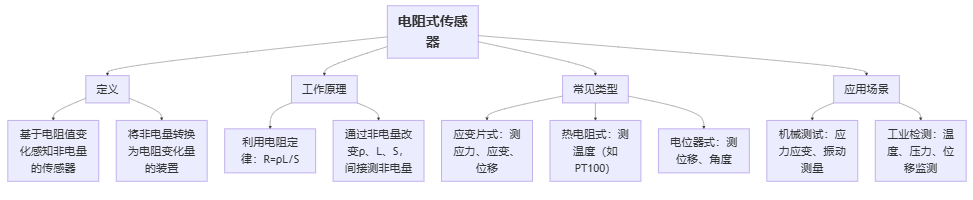 电阻式传感
器
定义
工作原理
常见类型
应用场景
基于电阻值变
化感知非电量
的传感器
将非电量转换
为电阻变化量
的装置
利用电阻定
律：R=ρL/S
通过非电量改
变ρ、L、S，
间接测非电量
应变片式：测
应力、应变、
位移
热电阻式：测
温度（如
PT100）
电位器式：测
位移、角度
机械测试：应
力应变、振动
测量
工业检测：温
度、压力、位
移监测